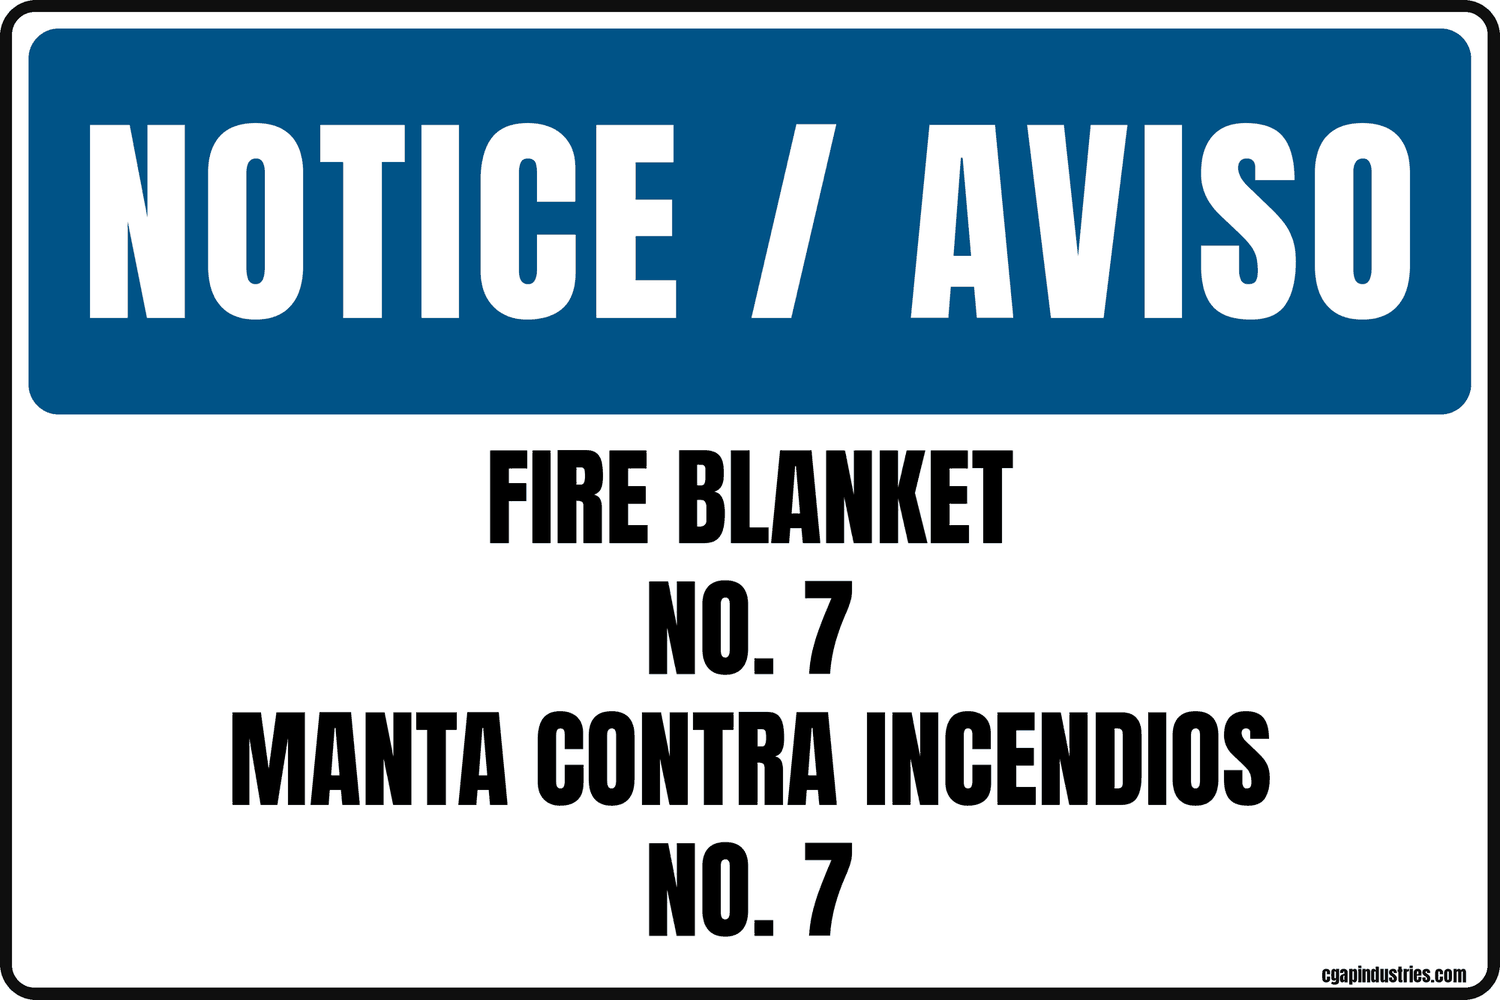 NOTICE / AVISO
FIRE BLANKET
NO. 7
MANTA CONTRA INCENDIOS
NO. 7
cgapindustries.com